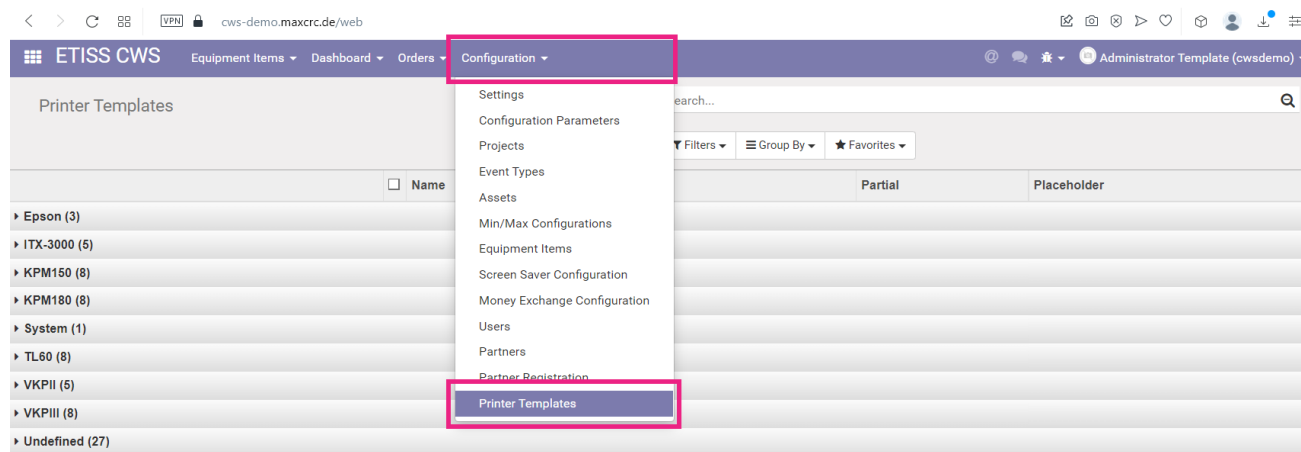 VPN cws-demo.maxcrc.de/web
ETISS CWS Equipment Items Dashboard Orders Configuration @ Administrator Template (cwsdemo)
Printer Templates
earch...
Filters Group By Favorites
Name Partial Placeholder
Settings
Configuration Parameters
Projects
Event Types
Assets
Min/Max Configurations
Equipment Items
Screen Saver Configuration
Money Exchange Configuration
Users
Partners
Partner Registration
Printer Templates
Epson (3)
ITX-3000 (5)
KPM150 (8)
KPM180 (8)
System (1)
TL60 (8)
VKPII (5)
VKPIII (8)
Undefined (27)